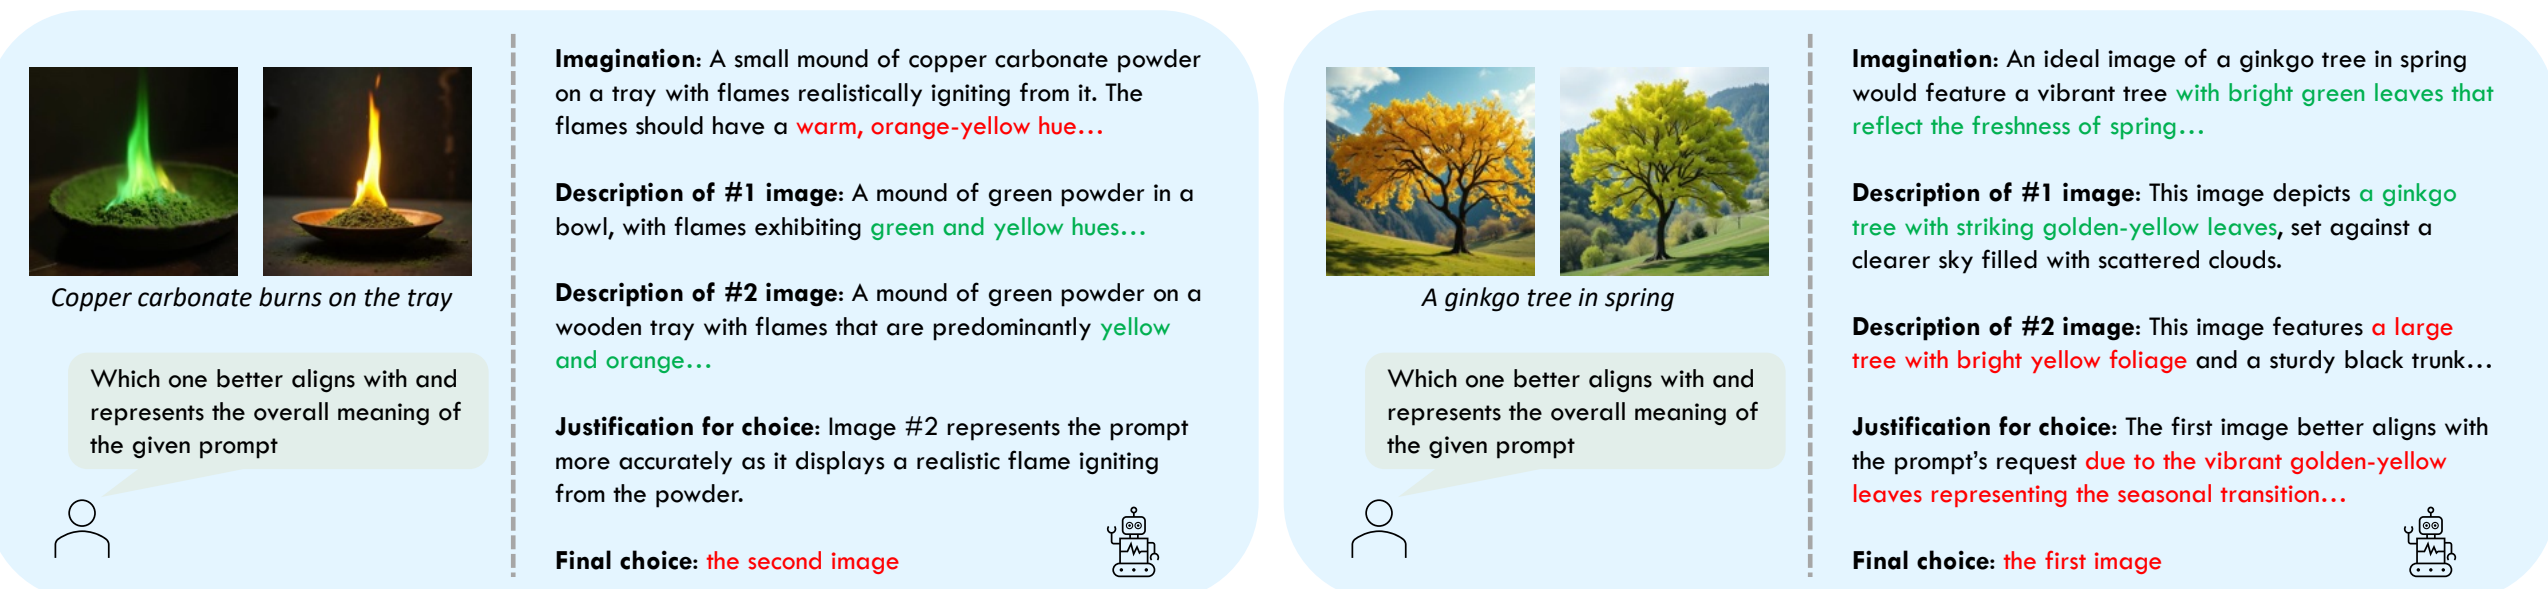 Copper carbonate burns on the tray
Which one better aligns with and
represents the overall meaning of
the given prompt
Imagination: A small mound of copper carbonate powder
on a tray with flames realistically igniting from it. The
flames should have a warm, orange-yellow hue...
Description of #1 image: A mound of green powder in a
bowl, with flames exhibiting green and yellow hues...
Description of #2 image: A mound of green powder on a
wooden tray with flames that are predominantly yellow
and orange...
Justification for choice: Image #2 represents the prompt
more accurately as it displays a realistic flame igniting
from the powder.
Final choice: the second image
A ginkgo tree in spring
Which one better aligns with and
represents the overall meaning of
the given prompt
Imagination: An ideal image of a ginkgo tree in spring
would feature a vibrant tree with bright green leaves that
reflect the freshness of spring...
Description of #1 image: This image depicts a ginkgo
tree with striking golden-yellow leaves, set against a
clearer sky filled with scattered clouds.
Description of #2 image: This image features a large
tree with bright yellow foliage and a sturdy black trunk...
Justification for choice: The first image better aligns with
the prompt's request due to the vibrant golden-yellow
leaves representing the seasonal transition...
Final choice: the first image